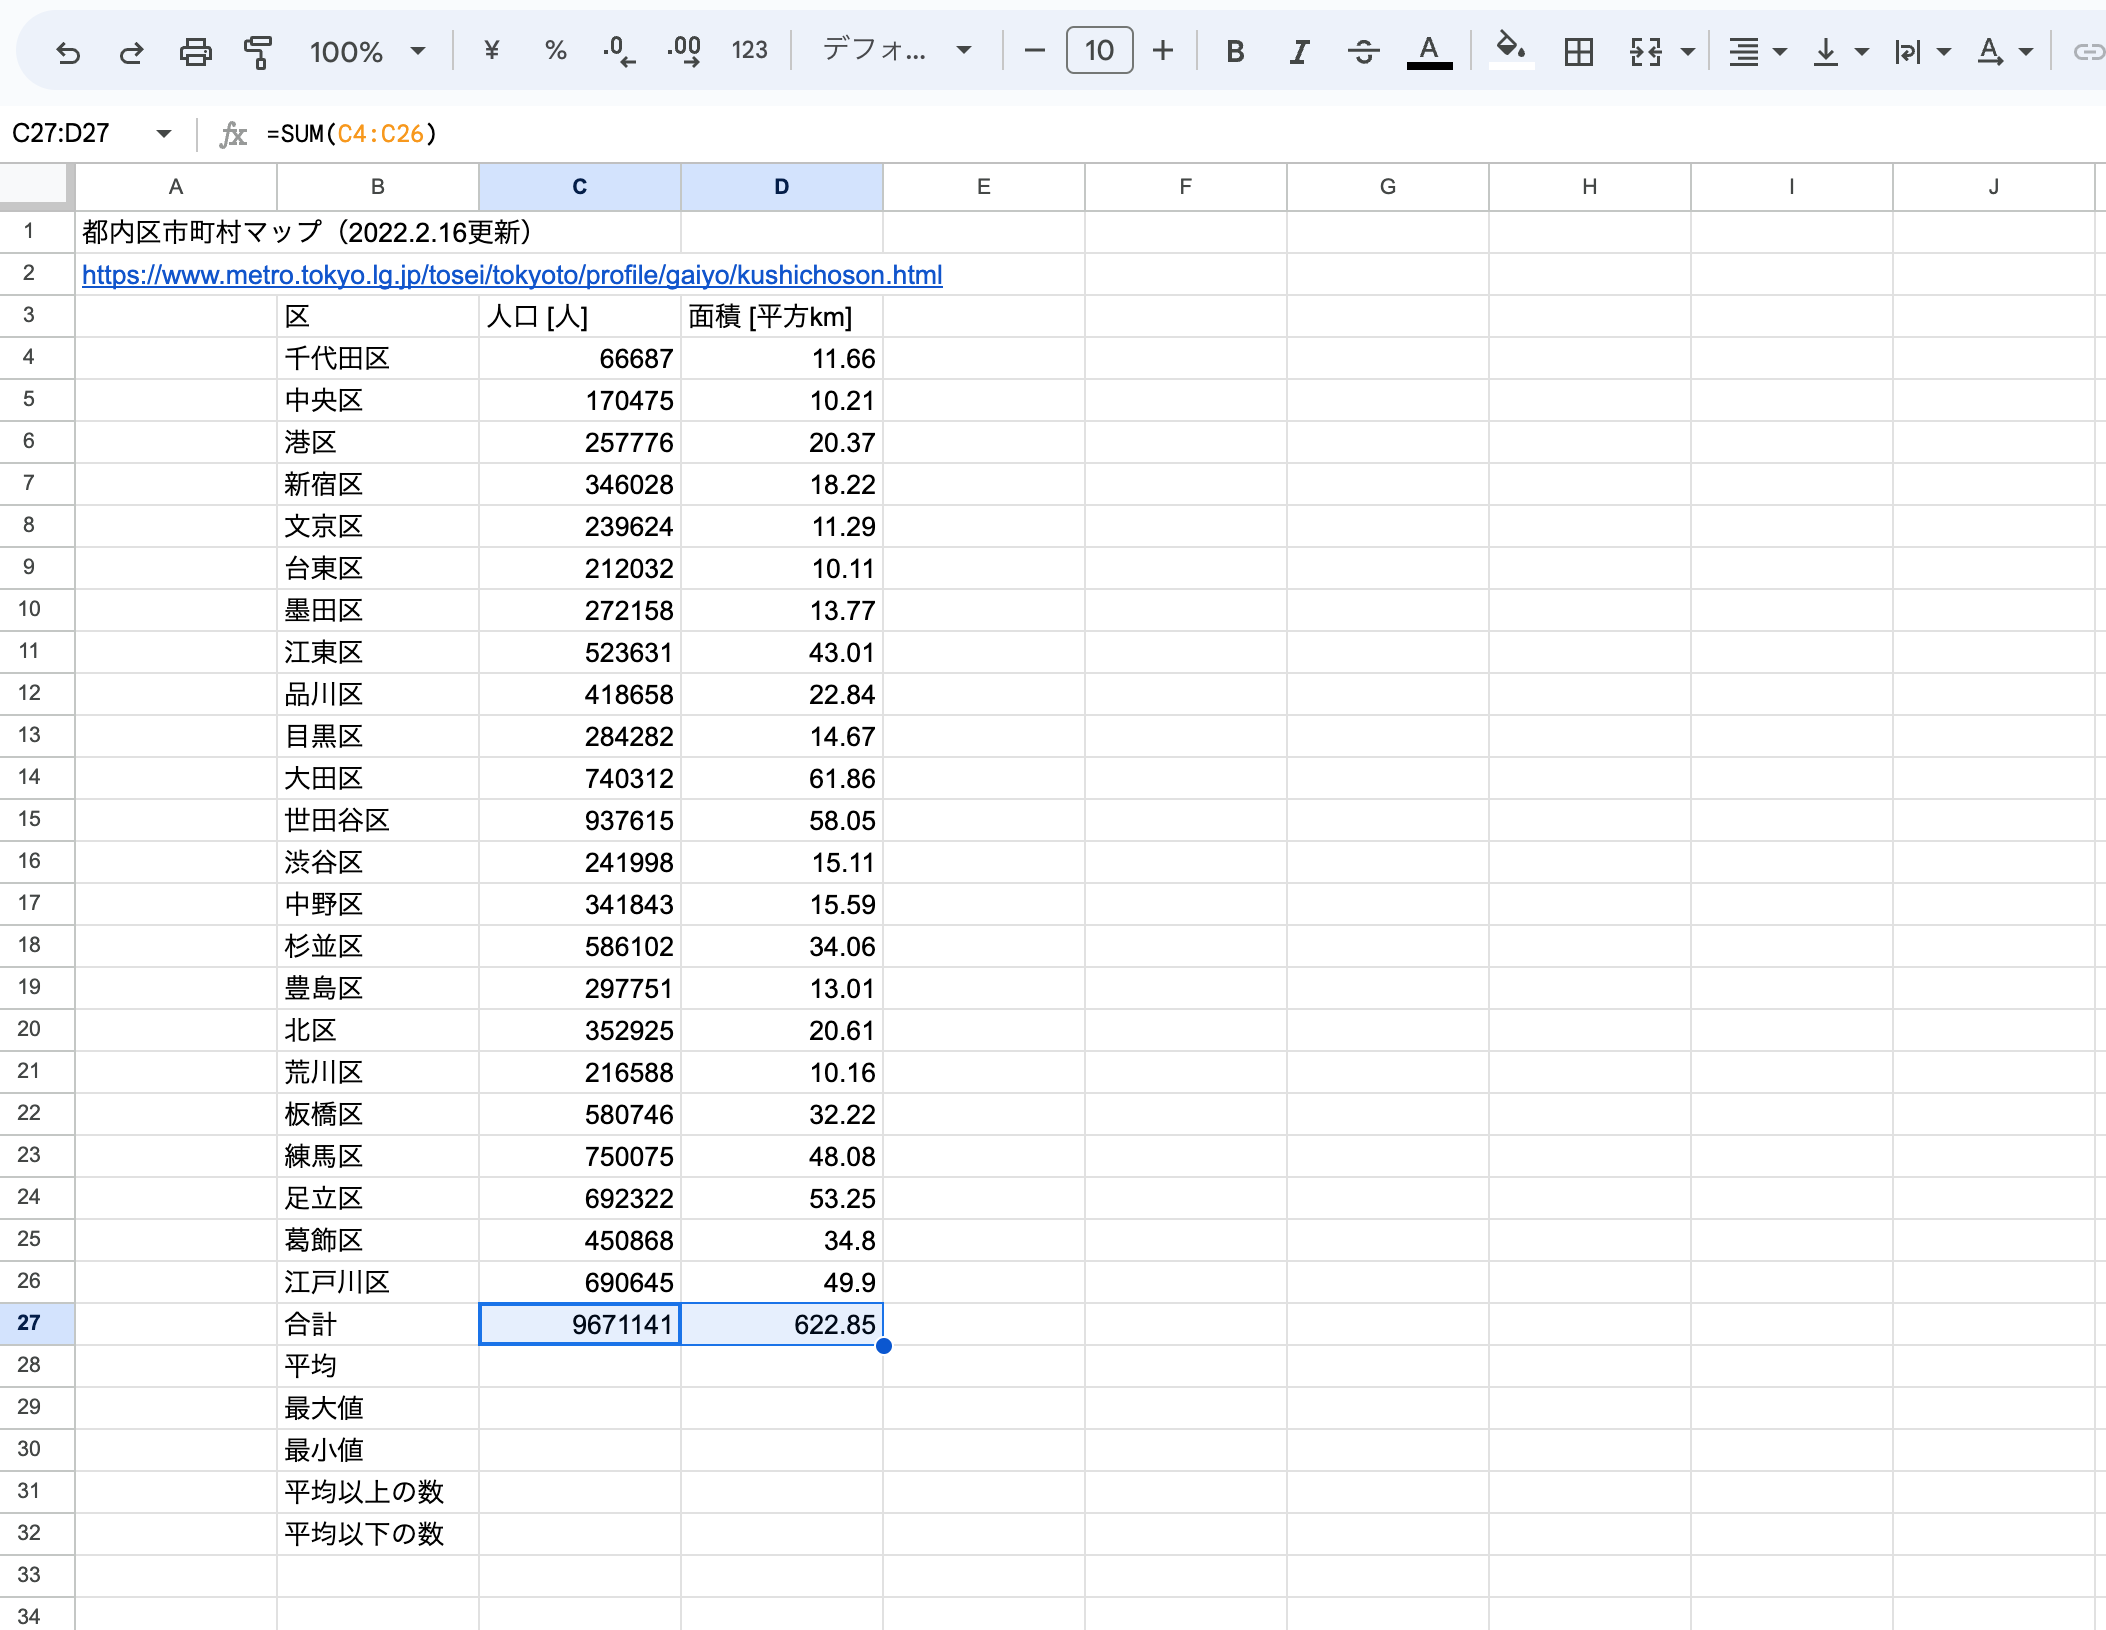 100% ¥ % .0 .00 123 デフォ... 10 B I A A
C27:D27 fx =SUM(C4:C26)
A B C D E F G H I J
1 都内区市町村マップ（2022.2.16更新）
2 https://www.metro.tokyo.lg.jp/tosei/tokyoto/profile/gaiyo/kushichoson.html
3 区 人口 [人] 面積 [平方km]
4 千代田区 66687 11.66
5 中央区 170475 10.21
6 港区 257776 20.37
7 新宿区 346028 18.22
8 文京区 239624 11.29
9 台東区 212032 10.11
10 墨田区 272158 13.77
11 江東区 523631 43.01
12 品川区 418658 22.84
13 目黒区 284282 14.67
14 大田区 740312 61.86
15 世田谷区 937615 58.05
16 渋谷区 241998 15.11
17 中野区 341843 15.59
18 杉並区 586102 34.06
19 豊島区 297751 13.01
20 北区 352925 20.61
21 荒川区 216588 10.16
22 板橋区 580746 32.22
23 練馬区 750075 48.08
24 足立区 692322 53.25
25 葛飾区 450868 34.8
26 江戸川区 690645 49.9
27 合計 9671141 622.85
28 平均
29 最大値
30 最小値
31 平均以上の数
32 平均以下の数
33
34